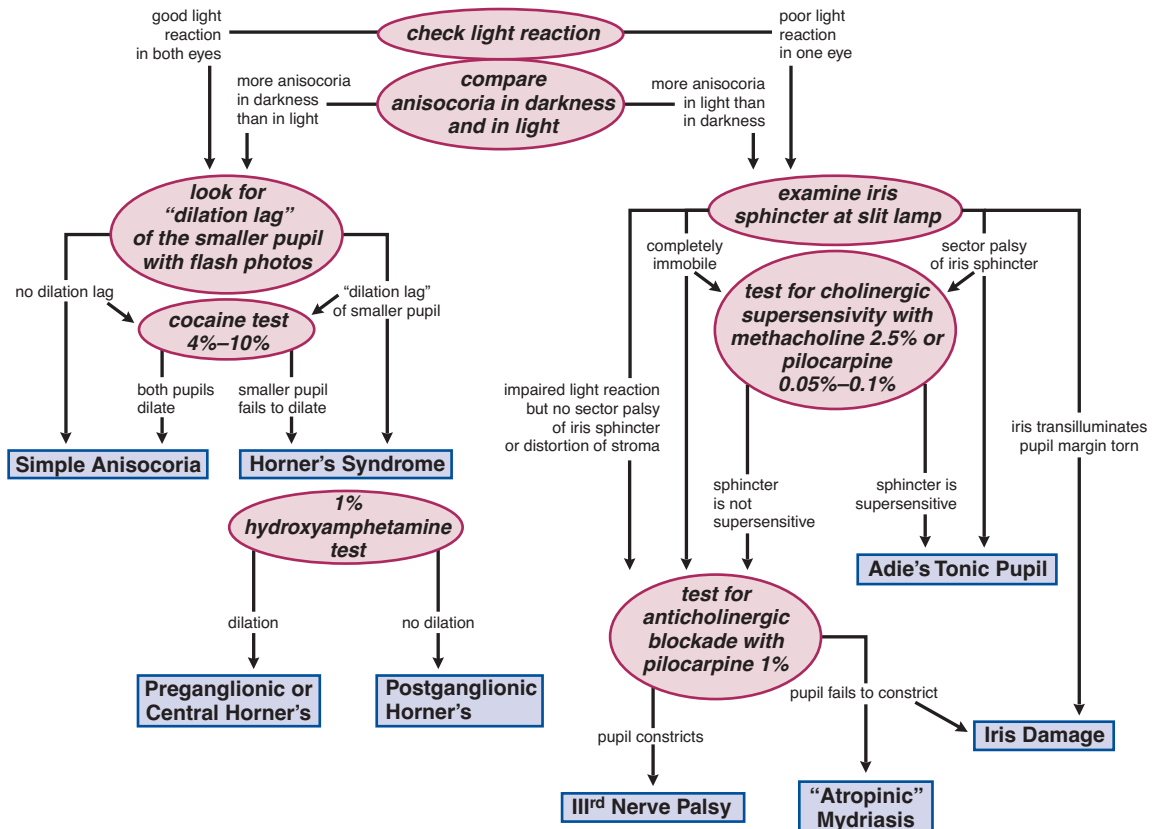 good light
reaction
in both eyes
check light reaction
poor light
reaction
in one eye
more anisocoria
in darkness
than in light
compare
anisocoria in darkness
and in light
more anisocoria
in light than
in darkness
look for
“dilation lag”
of the smaller pupil
with flash photos
examine iris
sphincter at slit lamp
completely
immobile
sector palsy
of iris sphincter
no dilation lag
“dilation lag”
of smaller pupil
cocaine test
4%–10%
test for cholinergic
supersensivity with
methacholine 2.5% or
pilocarpine
0.05%–0.1%
both pupils
dilate
smaller pupil
fails to dilate
impaired light reaction
but no sector palsy
of iris sphincter
or distortion of stroma
iris transilluminates
pupil margin torn
Simple Anisocoria
Horner’s Syndrome
sphincter
is not
supersensitive
sphincter is
supersensitive
1%
hydroxyamphetamine
test
Adie’s Tonic Pupil
test for
anticholinergic
blockade with
pilocarpine 1%
dilation
no dilation
Preganglionic or
Central Horner’s
Postganglionic
Horner’s
pupil fails to constrict
pupil constricts
Iris Damage
IIIrd Nerve Palsy
“Atropinic”
Mydriasis